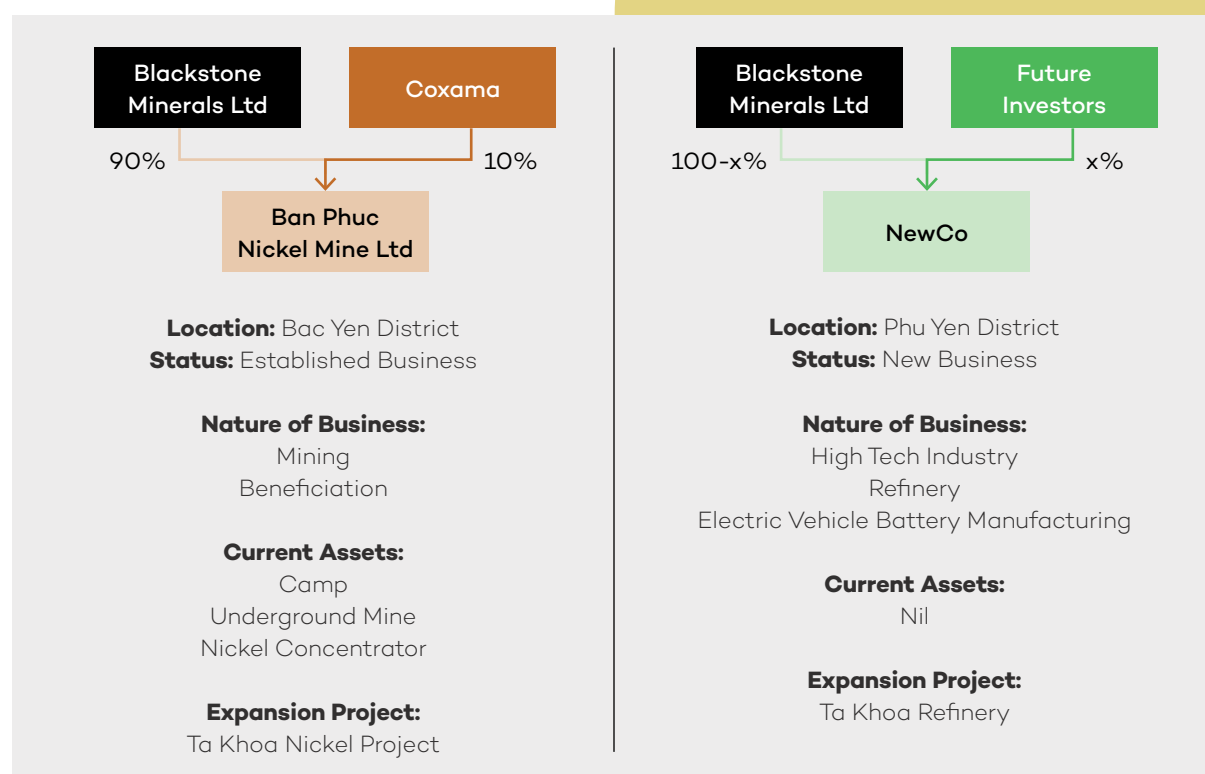 Blackstone
Minerals Ltd
Coxama
90%
10%
Ban Phuc
Nickel Mine Ltd
Location: Bac Yen District
Status: Established Business
Nature of Business:
Mining
Beneficiation
Current Assets:
Camp
Underground Mine
Nickel Concentrator
Expansion Project:
Ta Khoa Nickel Project
Blackstone
Minerals Ltd
Future
Investors
100-x%
x%
NewCo
Location: Phu Yen District
Status: New Business
Nature of Business:
High Tech Industry
Refinery
Electric Vehicle Battery Manufacturing
Current Assets:
Nil
Expansion Project:
Ta Khoa Refinery